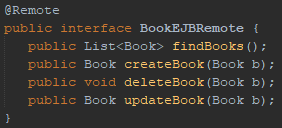 @Remote
public interface BookEJBRemote {
    public List<Book> findBooks();
    public Book createBook(Book b);
    public void deleteBook(Book b);
    public Book updateBook(Book b);
}